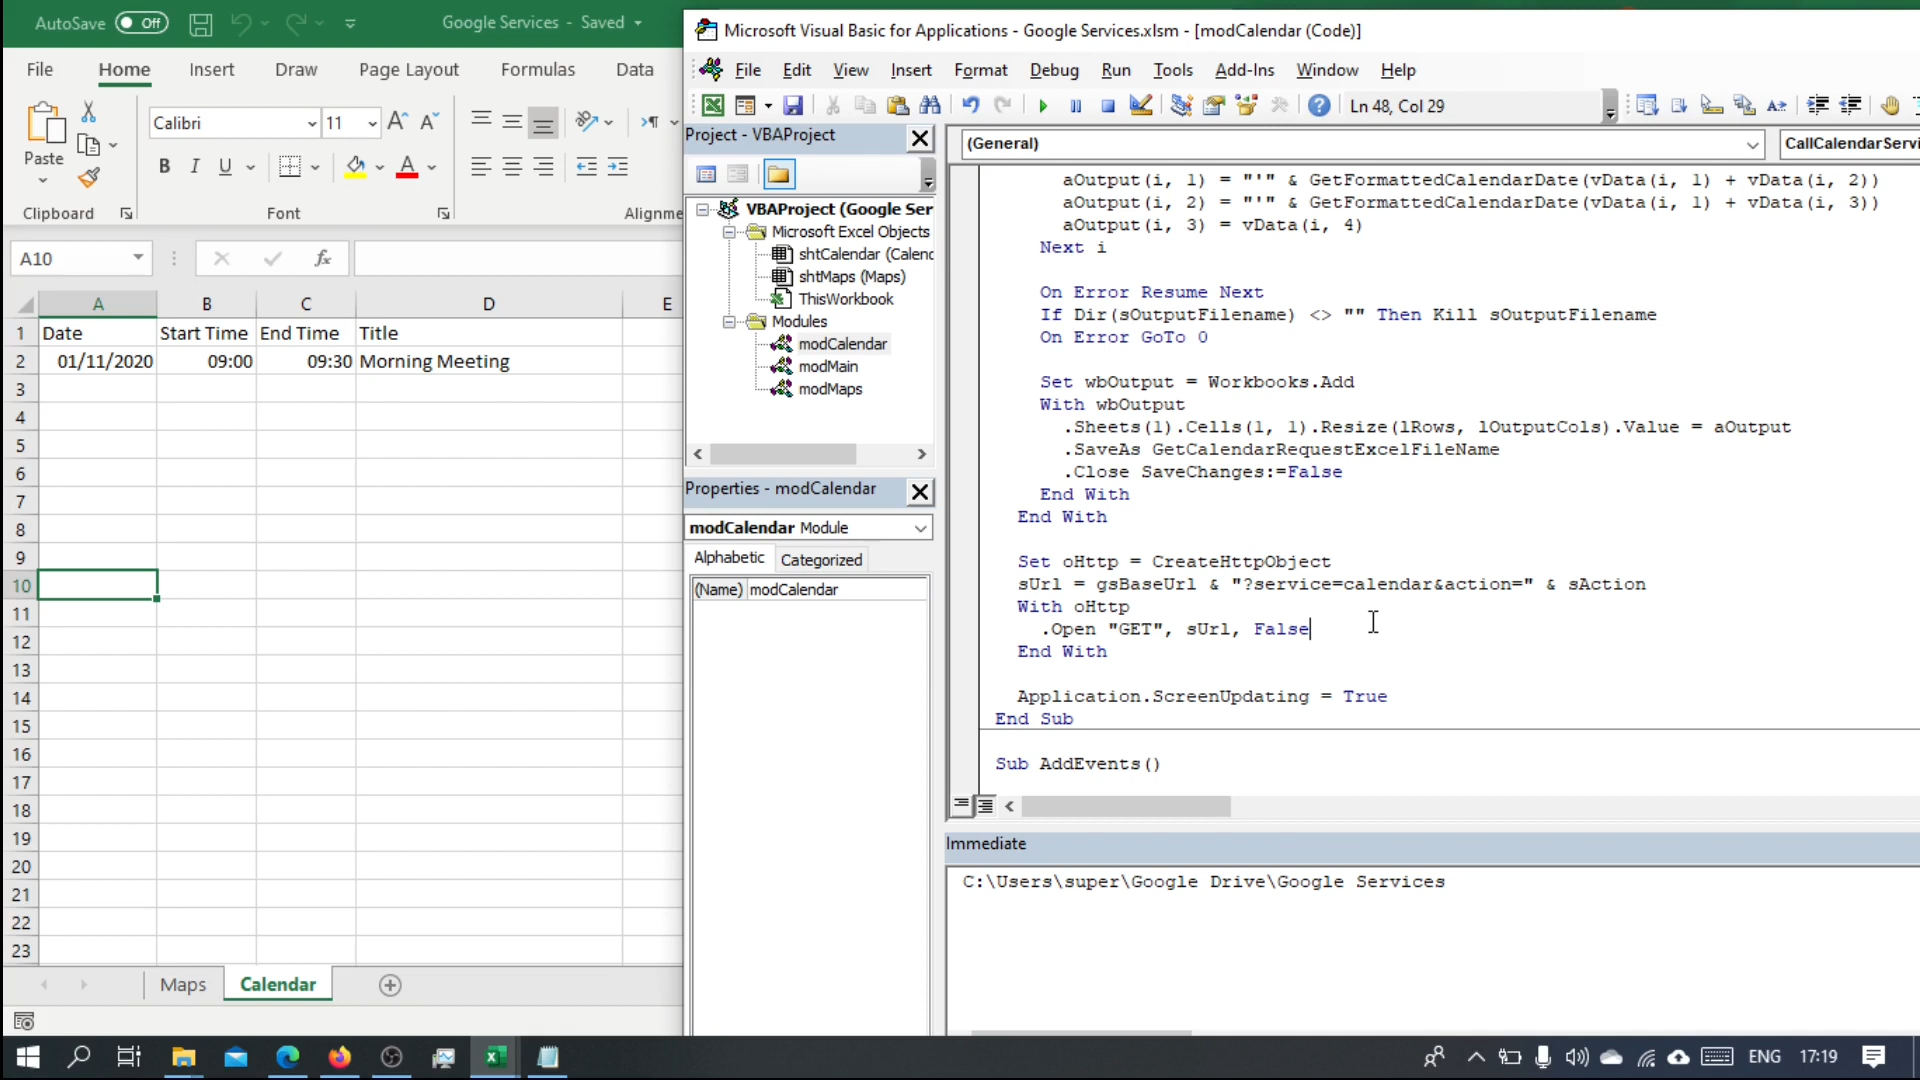 AutoSave Off Google Services - Saved
File Home Insert Draw Page Layout Formulas Data
Paste
Calibri 11
B I U
Clipboard Font Alignme
A10 fx
A B C D E
1 Date Start Time End Time Title
2 01/11/2020 09:00 09:30 Morning Meeting
3
4
5
6
7
8
9
10
11
12
13
14
15
16
17
18
19
20
21
22
23
Maps Calendar
Microsoft Visual Basic for Applications - Google Services.xlsm - [modCalendar (Code)]
File Edit View Insert Format Debug Run Tools Add-Ins Window Help
Ln 48, Col 29
Project - VBAProject
VBAProject (Google Ser
Microsoft Excel Objects
shtCalendar (Calenc
shtMaps (Maps)
ThisWorkbook
Modules
modCalendar
modMain
modMaps
Properties - modCalendar
modCalendar Module
Alphabetic Categorized
(Name) modCalendar
(General) CallCalendarServi
aOutput(i, 1) = "'" & GetFormattedCalendarDate(vData(i, 1) + vData(i, 2))
aOutput(i, 2) = "'" & GetFormattedCalendarDate(vData(i, 1) + vData(i, 3))
aOutput(i, 3) = vData(i, 4)
Next i
On Error Resume Next
If Dir(sOutputFilename) <> "" Then Kill sOutputFilename
On Error GoTo 0
Set wbOutput = Workbooks.Add
With wbOutput
.Sheets(1).Cells(1, 1).Resize(lRows, lOutputCols).Value = aOutput
.SaveAs GetCalendarRequestExcelFileName
.Close SaveChanges:=False
End With
End With
Set oHttp = CreateHttpObject
sUrl = gsBaseUrl & "?service=calendar&action=" & sAction
With oHttp
.Open "GET", sUrl, False
End With
Application.ScreenUpdating = True
End Sub
Sub AddEvents()
Immediate
C:\Users\super\Google Drive\Google Services
ENG 17:19